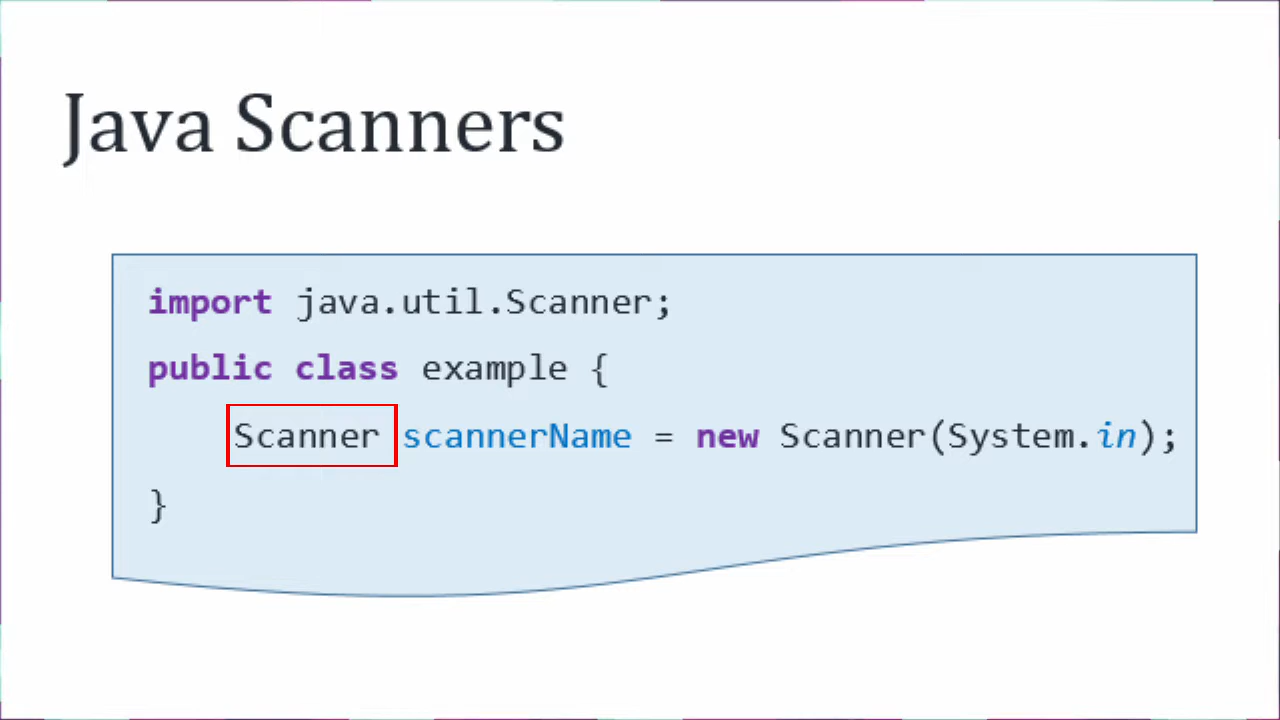 Java Scanners
import java.util.Scanner;
public class example {
Scanner scannerName = new Scanner(System.in);
}